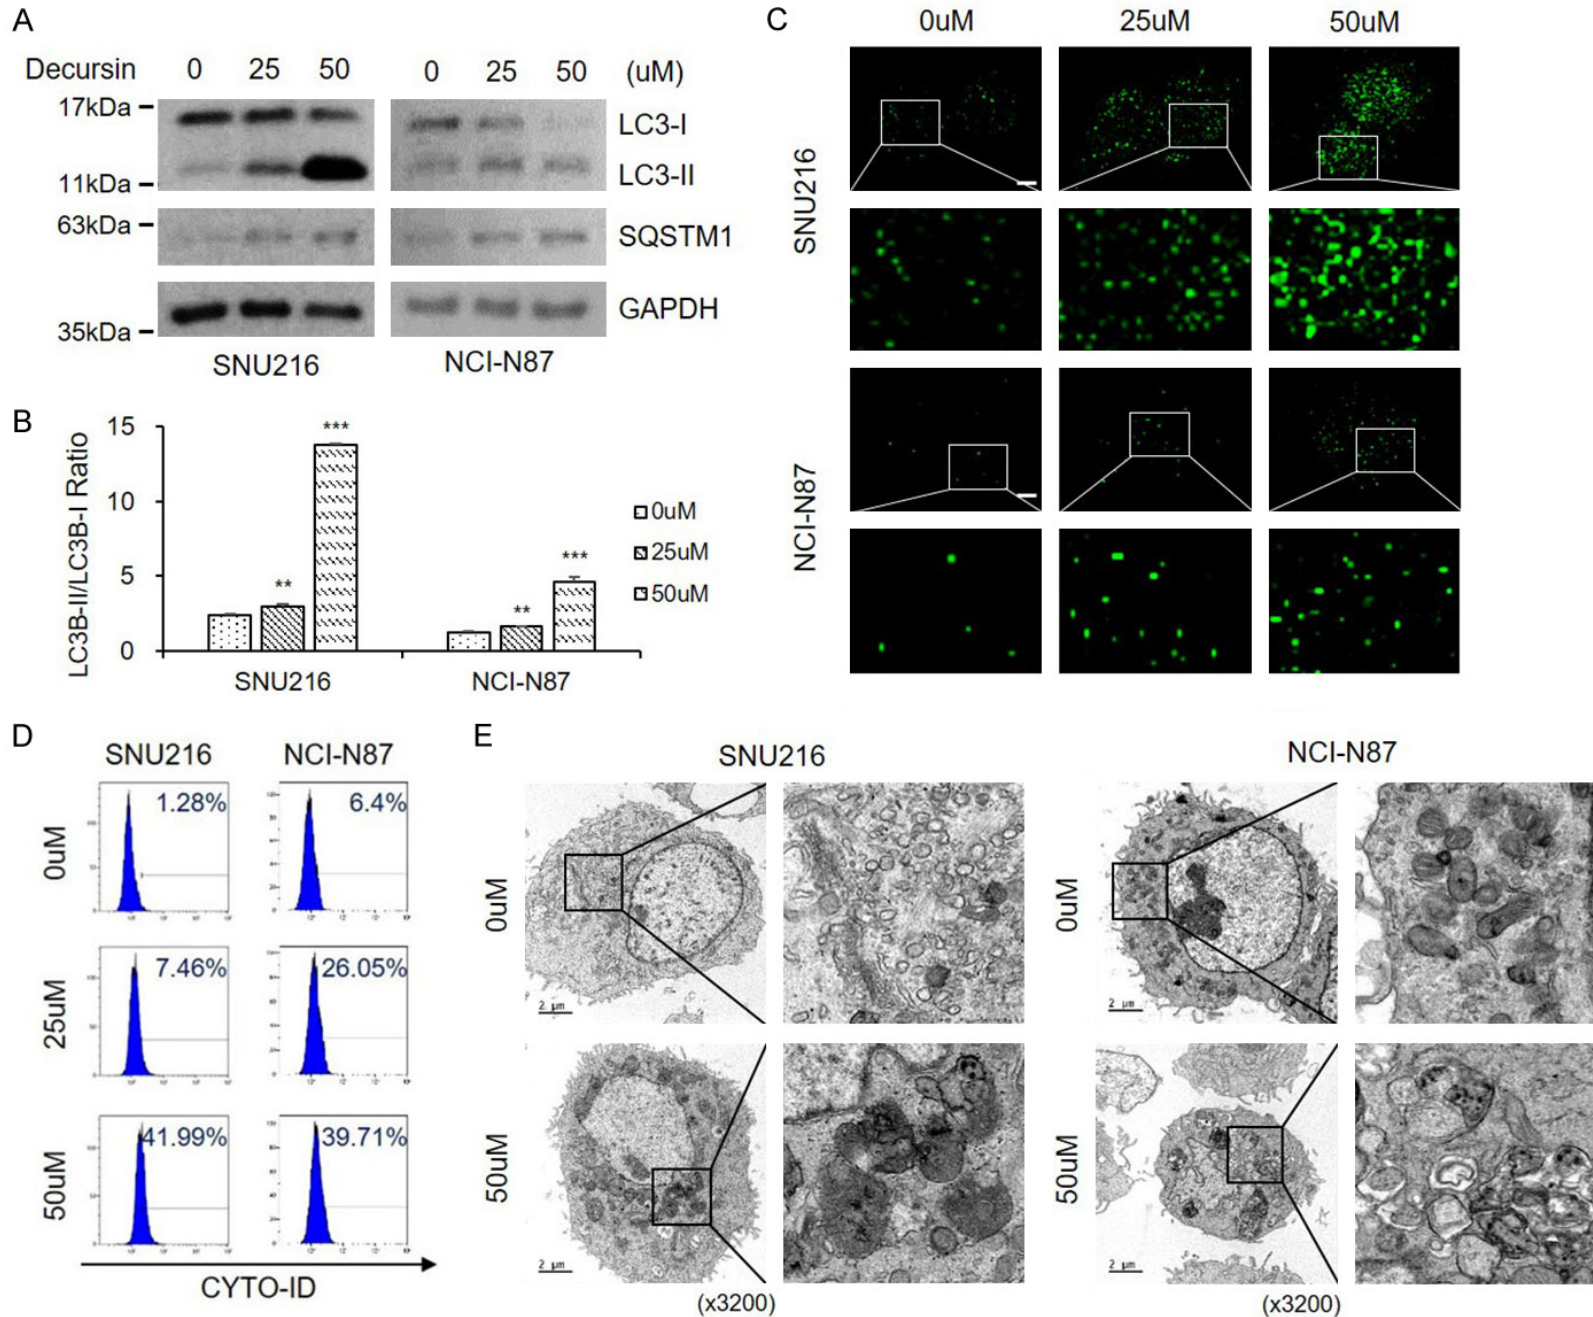 A
Decursin 0 25 50 0 25 50 (uM)
17kDa
LC3-I
LC3-II
11kDa
63kDa
SQSTM1
GAPDH
35kDa
SNU216 NCI-N87
B
LC3B-II/LC3B-I Ratio
15
10
5
0
** *** ** ***
SNU216 NCI-N87
0uM
25uM
50uM
C
0uM 25uM 50uM
SNU216
NCI-N87
D
SNU216 NCI-N87
0uM 1.28% 6.4%
25uM 7.46% 26.05%
50uM 41.99% 39.71%
CYTO-ID
E
SNU216 NCI-N87
0uM 0uM
2 µm 2 µm
50uM 50uM
2 µm 2 µm
(x3200) (x3200)